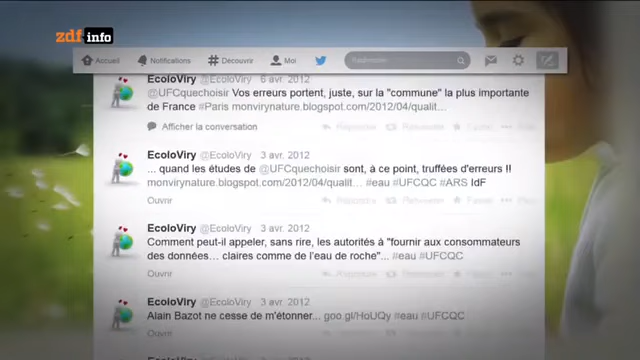 zdf info
Accueil Notifications Découvrir Moi
EcoloViry @EcoloViry 6 avr. 2012
@UFCquechoisir Vos erreurs portent, juste, sur la "commune" la plus importante
de France #Paris monvirynature.blogspot.com/2012/04/qualit...
Afficher la conversation
EcoloViry @EcoloViry 3 avr. 2012
... quand les études de @UFCquechoisir sont, à ce point, truffées d'erreurs !!
monvirynature.blogspot.com/2012/04/qualit... #eau #UFCQC #ARS IdF
Ouvrir
EcoloViry @EcoloViry 3 avr. 2012
Comment peut-il appeler, sans rire, les autorités à "fournir aux consommateurs
des données… claires comme de l'eau de roche"... #eau #UFCQC
Ouvrir
EcoloViry @EcoloViry 3 avr. 2012
Alain Bazot ne cesse de m'étonner... goo.gl/HoUQy #eau #UFCQC
Ouvrir